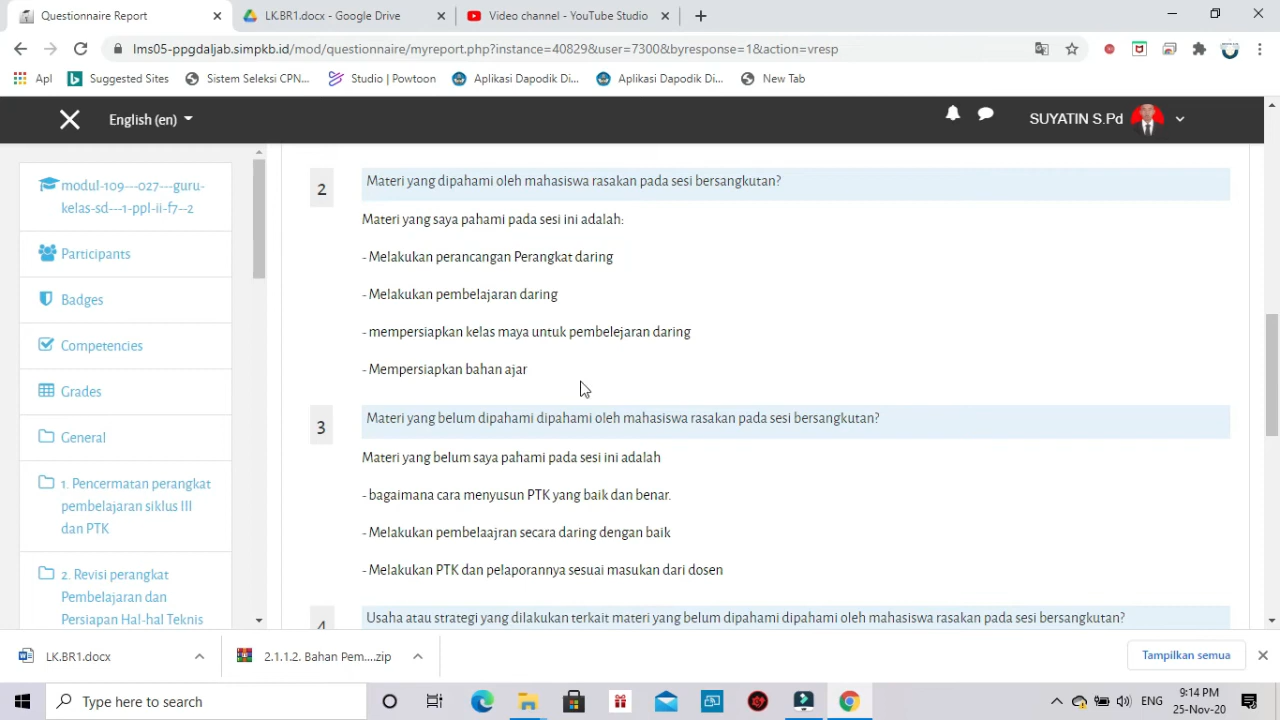 Questionnaire Report
LK.BR1.docx - Google Drive
Video channel - YouTube Studio
lms05-ppgdaljab.simpkb.id/mod/questionnaire/myreport.php?instance=40829&user=7300&byresponse=1&action=vresp
Apl
Suggested Sites
Sistem Seleksi CPN...
Studio | Powtoon
Aplikasi Dapodik Di...
Aplikasi Dapodik Di...
New Tab
English (en)
SUYATIN S.Pd
modul-109---027---guru-
kelas-sd---1-ppl-ii-f7--2
Participants
Badges
Competencies
Grades
General
1. Pencermatan perangkat
pembelajaran siklus III
dan PTK
2. Revisi perangkat
Pembelajaran dan
Persiapan Hal-hal Teknis
2
Materi yang dipahami oleh mahasiswa rasakan pada sesi bersangkutan?
Materi yang saya pahami pada sesi ini adalah:
- Melakukan perancangan Perangkat daring
- Melakukan pembelajaran daring
- mempersiapkan kelas maya untuk pembelejaran daring
- Mempersiapkan bahan ajar
3
Materi yang belum dipahami dipahami oleh mahasiswa rasakan pada sesi bersangkutan?
Materi yang belum saya pahami pada sesi ini adalah
- bagaimana cara menyusun PTK yang baik dan benar.
- Melakukan pembelaajran secara daring dengan baik
- Melakukan PTK dan pelaporannya sesuai masukan dari dosen
4
Usaha atau strategi yang dilakukan terkait materi yang belum dipahami dipahami oleh mahasiswa rasakan pada sesi bersangkutan?
LK.BR1.docx
2.1.1.2. Bahan Pem....zip
Tampilkan semua
Type here to search
ENG
9:14 PM
25-Nov-20